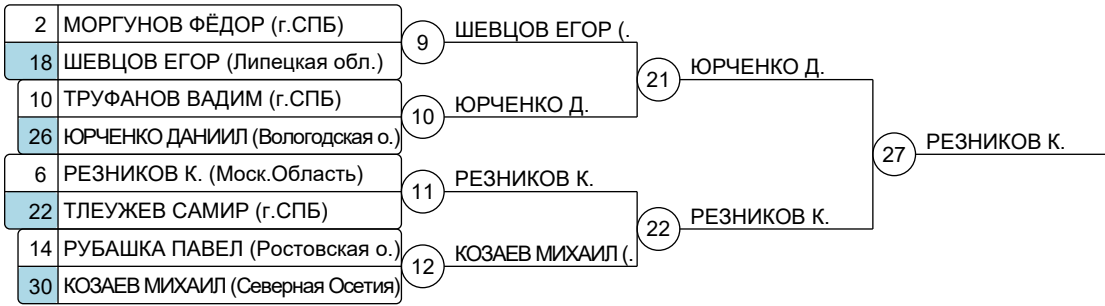 2 МОРГУНОВ ФЁДОР (г.СПБ)
18 ШЕВЦОВ ЕГОР (Липецкая обл.)
10 ТРУФАНОВ ВАДИМ (г.СПБ)
26 ЮРЧЕНКО ДАНИИЛ (Вологодская о.)
6 РЕЗНИКОВ К. (Моск.Область)
22 ТЛЕУЖЕВ САМИР (г.СПБ)
14 РУБАШКА ПАВЕЛ (Ростовская о.)
30 КОЗАЕВ МИХАИЛ (Северная Осетия)
9 ШЕВЦОВ ЕГОР (.
10 ЮРЧЕНКО Д.
11 РЕЗНИКОВ К.
12 КОЗАЕВ МИХАИЛ (.
21 ЮРЧЕНКО Д.
22 РЕЗНИКОВ К.
27 РЕЗНИКОВ К.